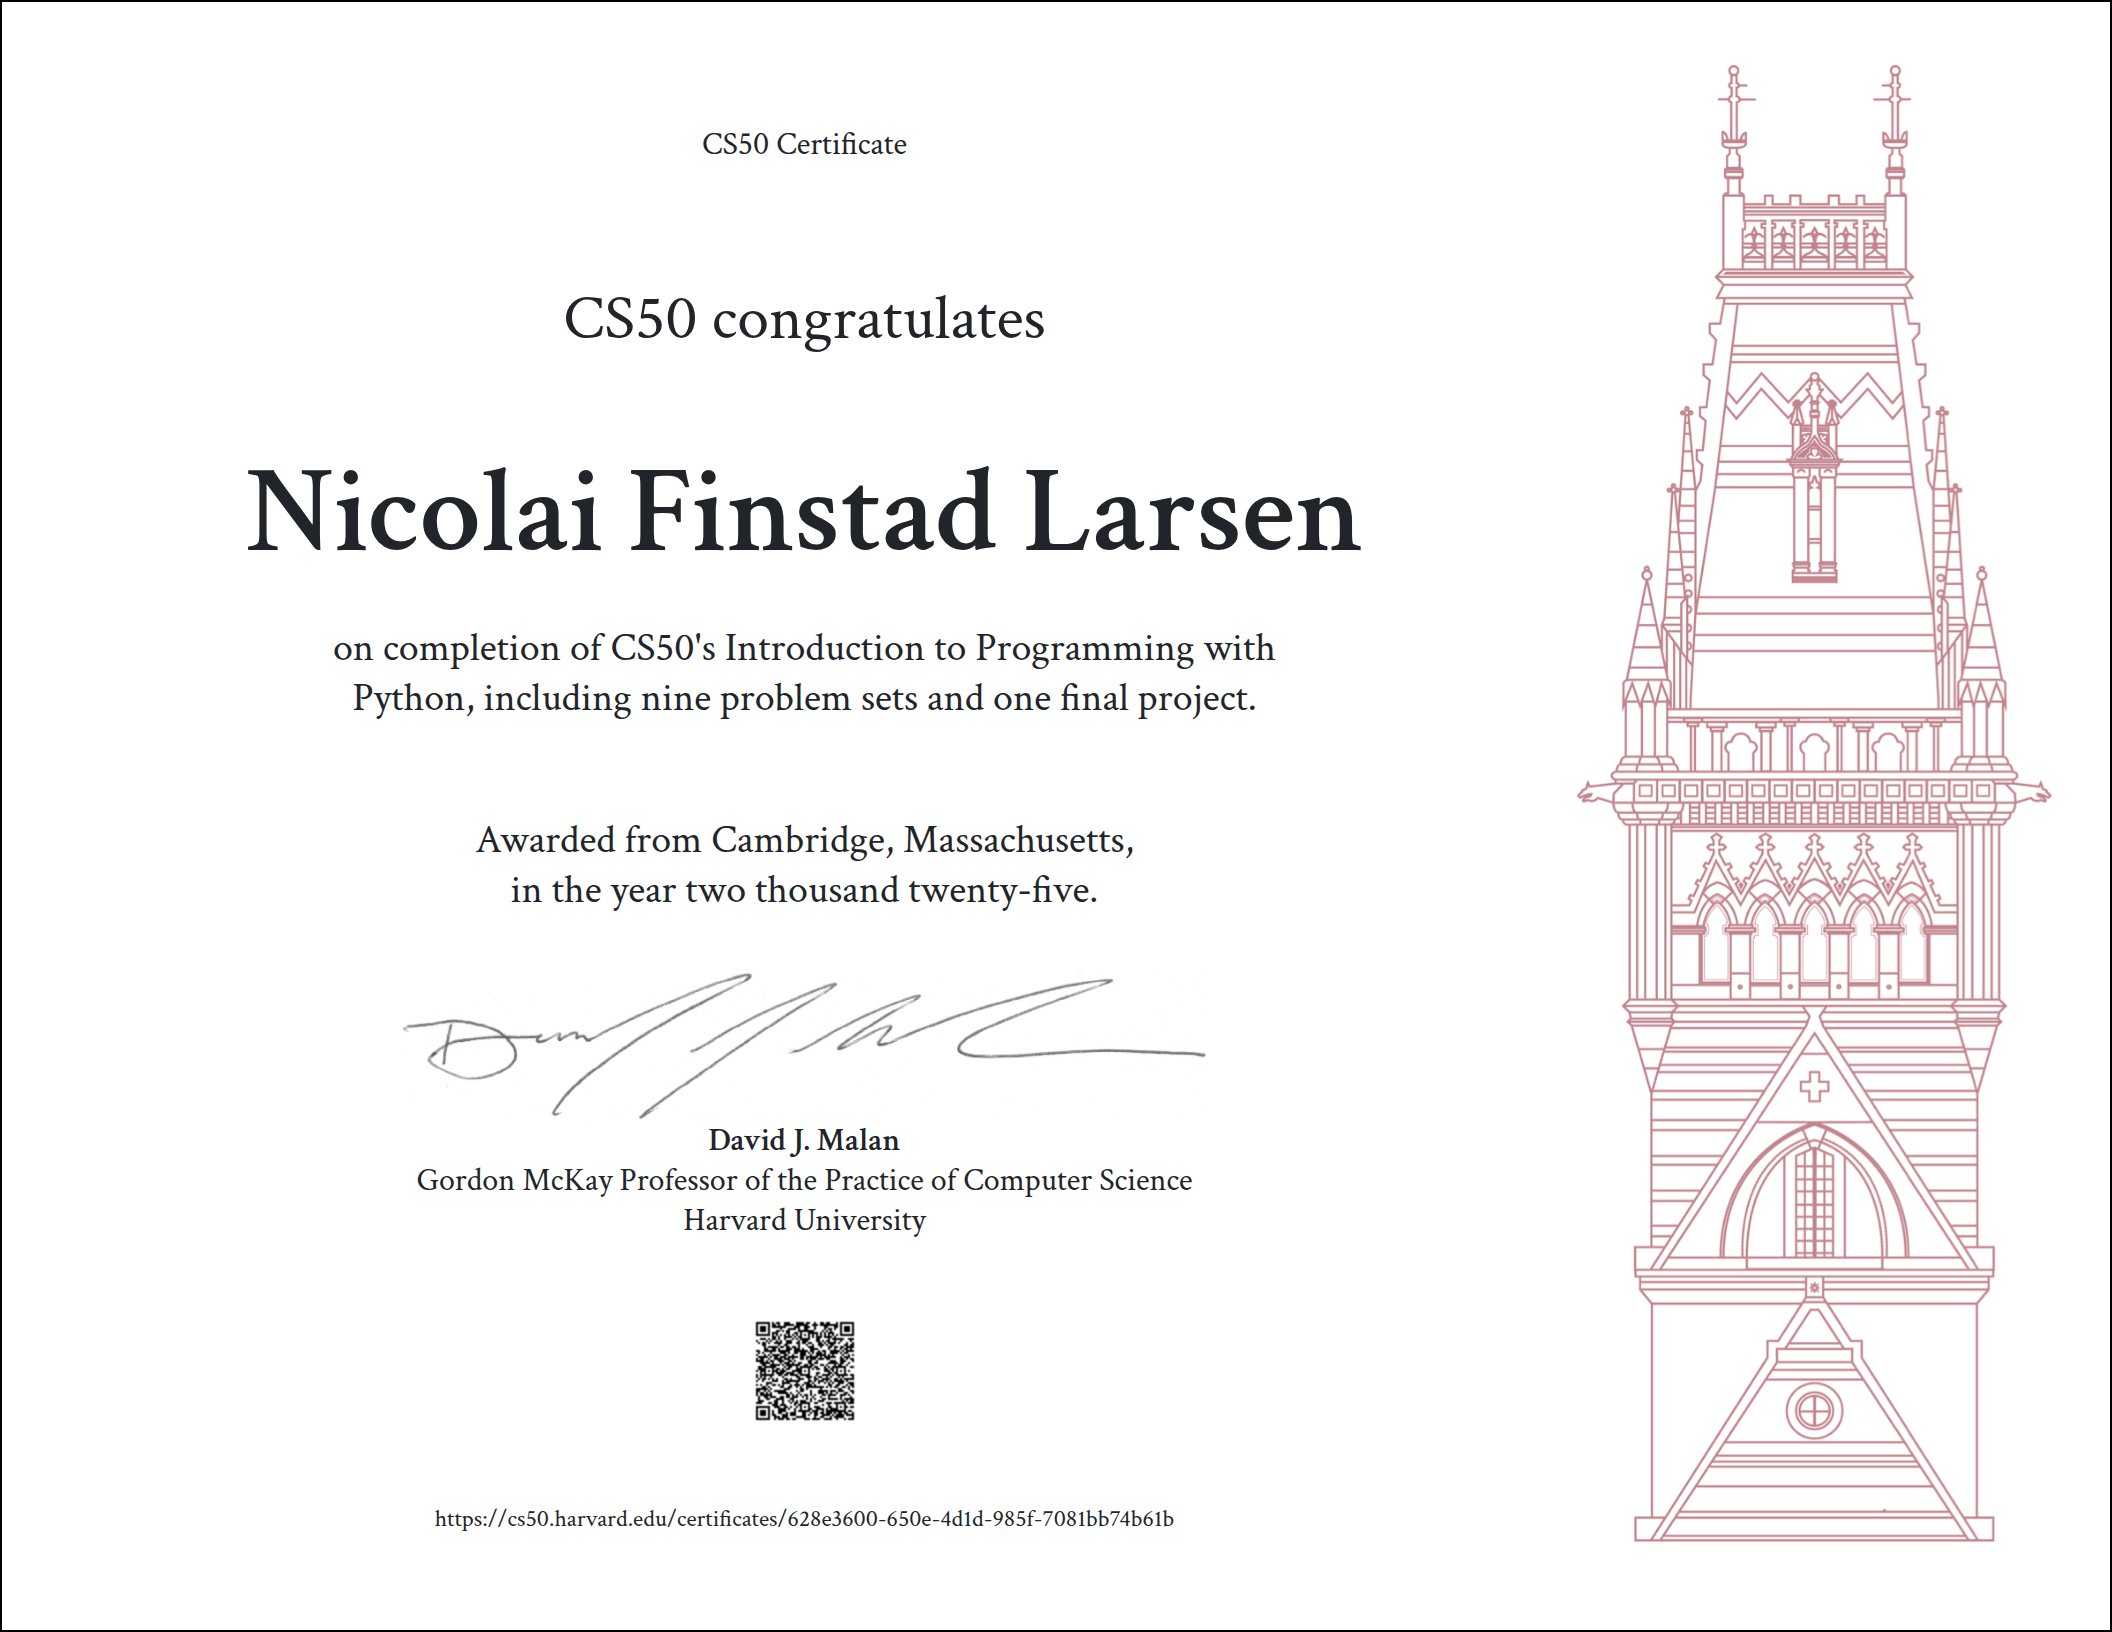 CS50 Certificate
CS50 congratulates
Nicolai Finstad Larsen
on completion of CS50's Introduction to Programming with
Python, including nine problem sets and one final project.
Awarded from Cambridge, Massachusetts,
in the year two thousand twenty-five.
David J. Malan
Gordon McKay Professor of the Practice of Computer Science
Harvard University
https://cs50.harvard.edu/certificates/628e3600-650e-4d1d-985f-7081bb74b61b